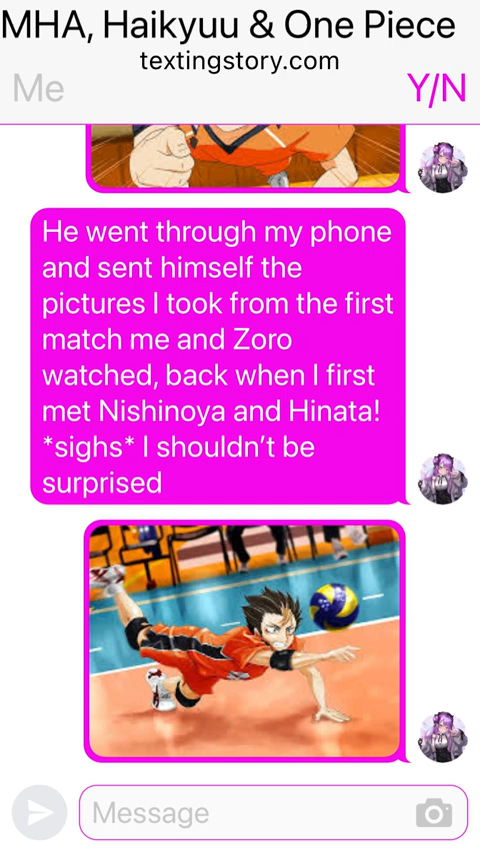 MHA, Haikyuu & One Piece
textingstory.com
Me
Y/N
He went through my phone
and sent himself the
pictures I took from the first
match me and Zoro
watched, back when I first
met Nishinoya and Hinata!
*sighs* I shouldn’t be
surprised
Message